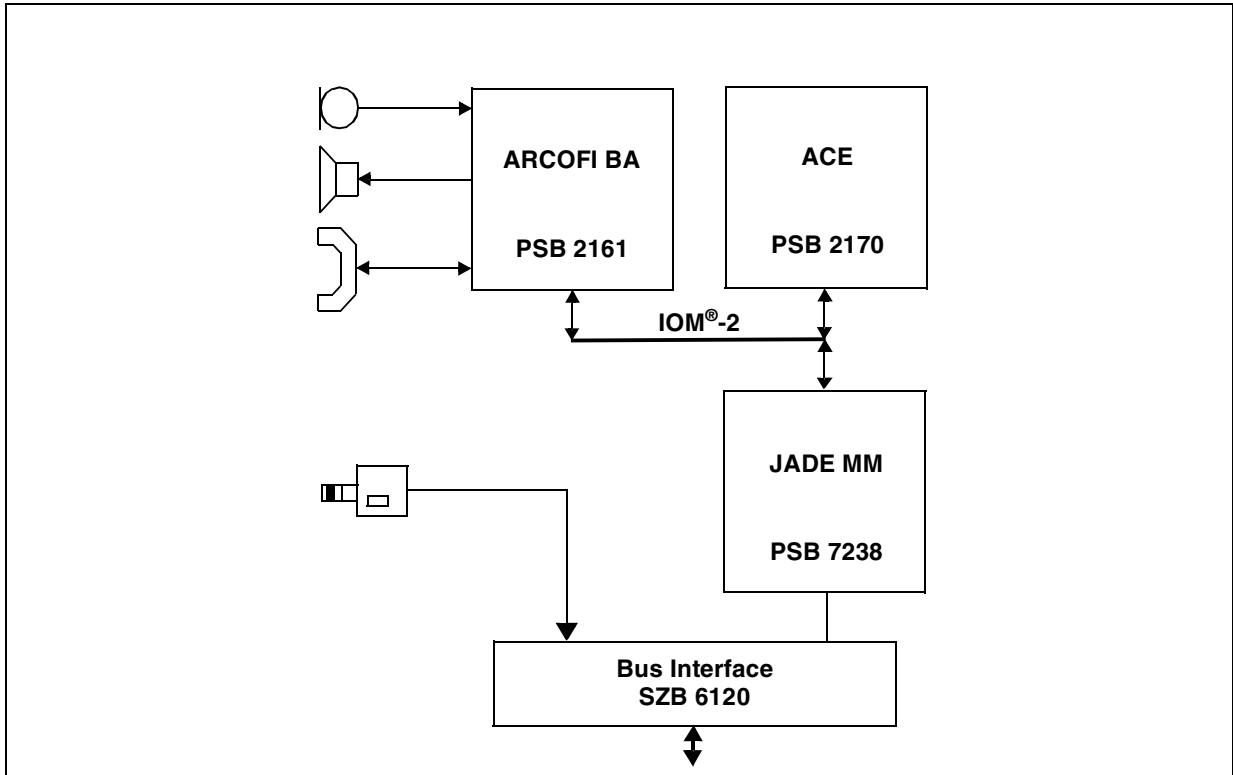 ARCOFI BA
PSB 2161
ACE
PSB 2170
IOM®-2
JADE MM
PSB 7238
Bus Interface
SZB 6120